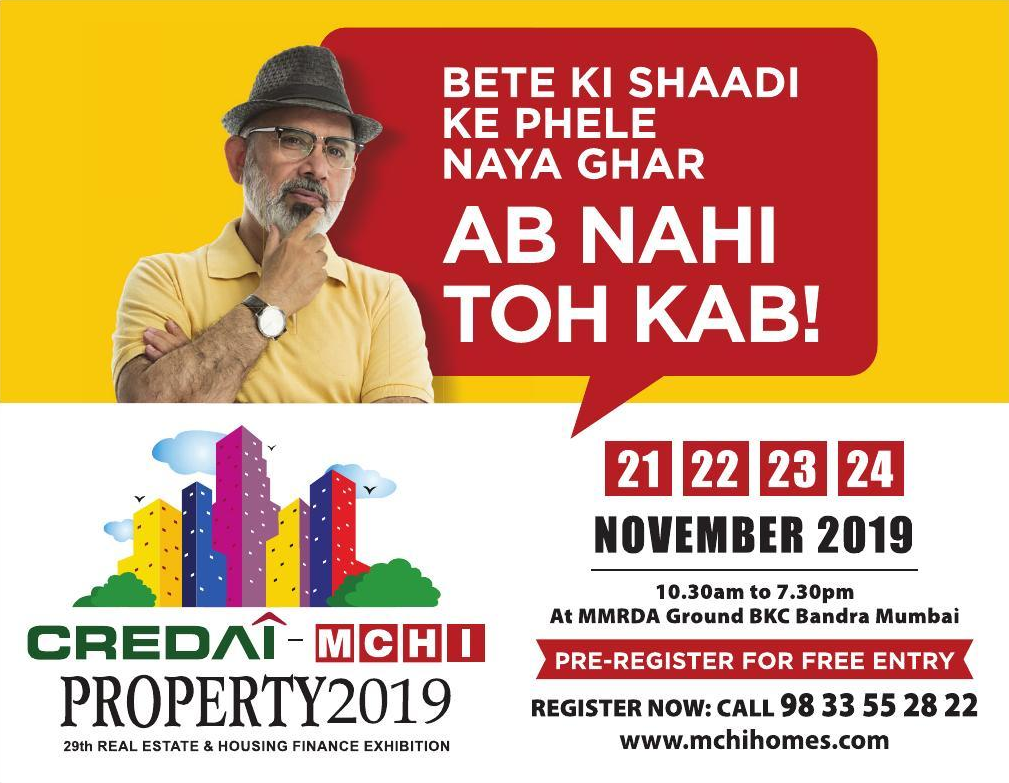 BETE KI SHAADI
KE PHELE
NAYA GHAR
AB NAHI
TOH KAB!
21 22 23 24
NOVEMBER 2019
10.30am to 7.30pm
At MMRDA Ground BKC Bandra Mumbai
PRE-REGISTER FOR FREE ENTRY
REGISTER NOW: CALL 98 33 55 28 22
www.mchihomes.com
CREDAI - MCHI
PROPERTY2019
29th REAL ESTATE & HOUSING FINANCE EXHIBITION